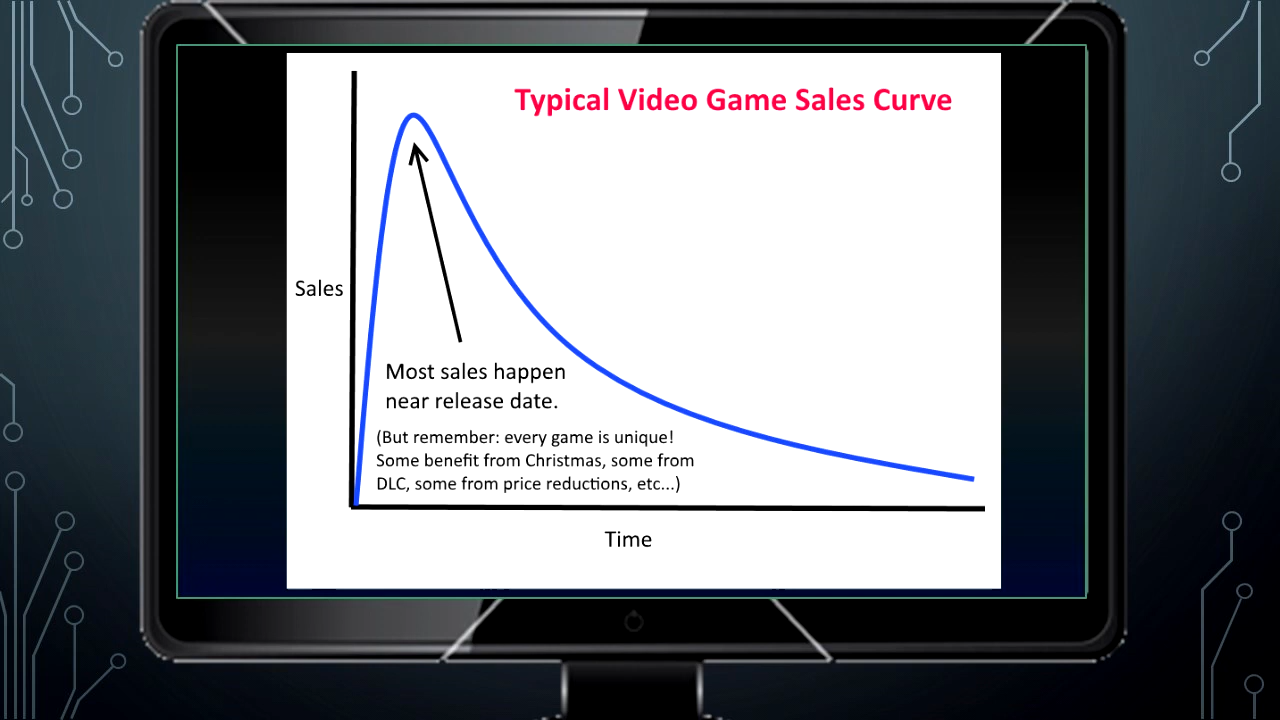 Typical Video Game Sales Curve
Sales
Most sales happen
near release date.
(But remember: every game is unique!
Some benefit from Christmas, some from
DLC, some from price reductions, etc...)
Time